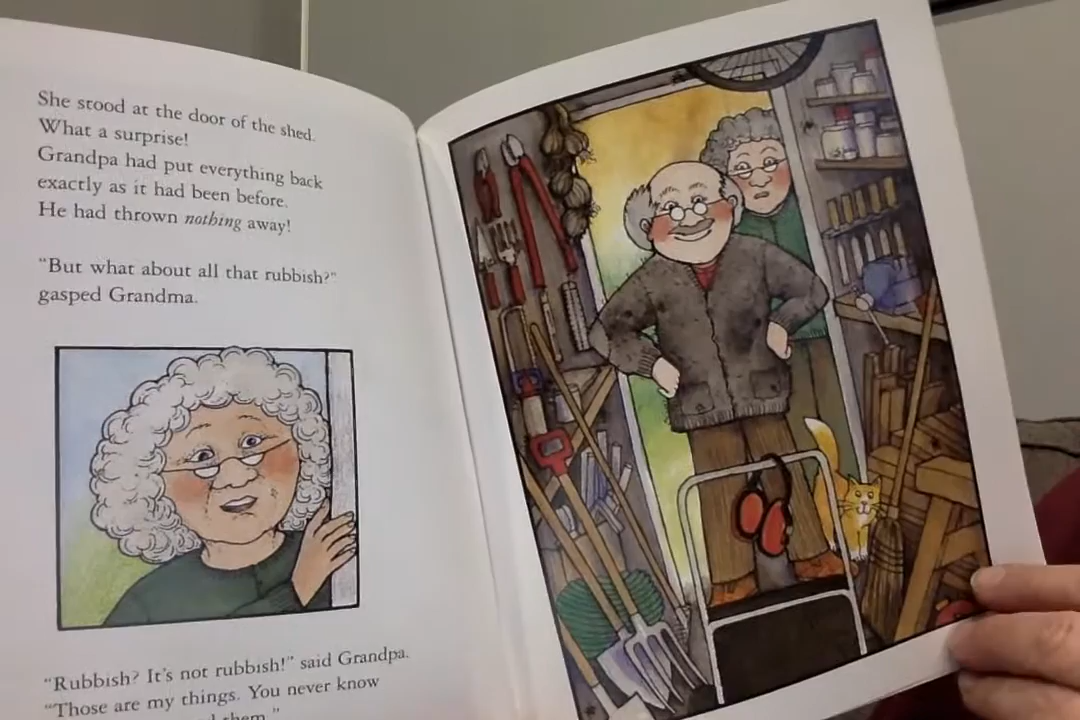 She stood at the door of the shed.
What a surprise!
Grandpa had put everything back
exactly as it had been before.
He had thrown nothing away!
"But what about all that rubbish?"
gasped Grandma.
"Rubbish? It's not rubbish!" said Grandpa.
"Those are my things. You never know
them."